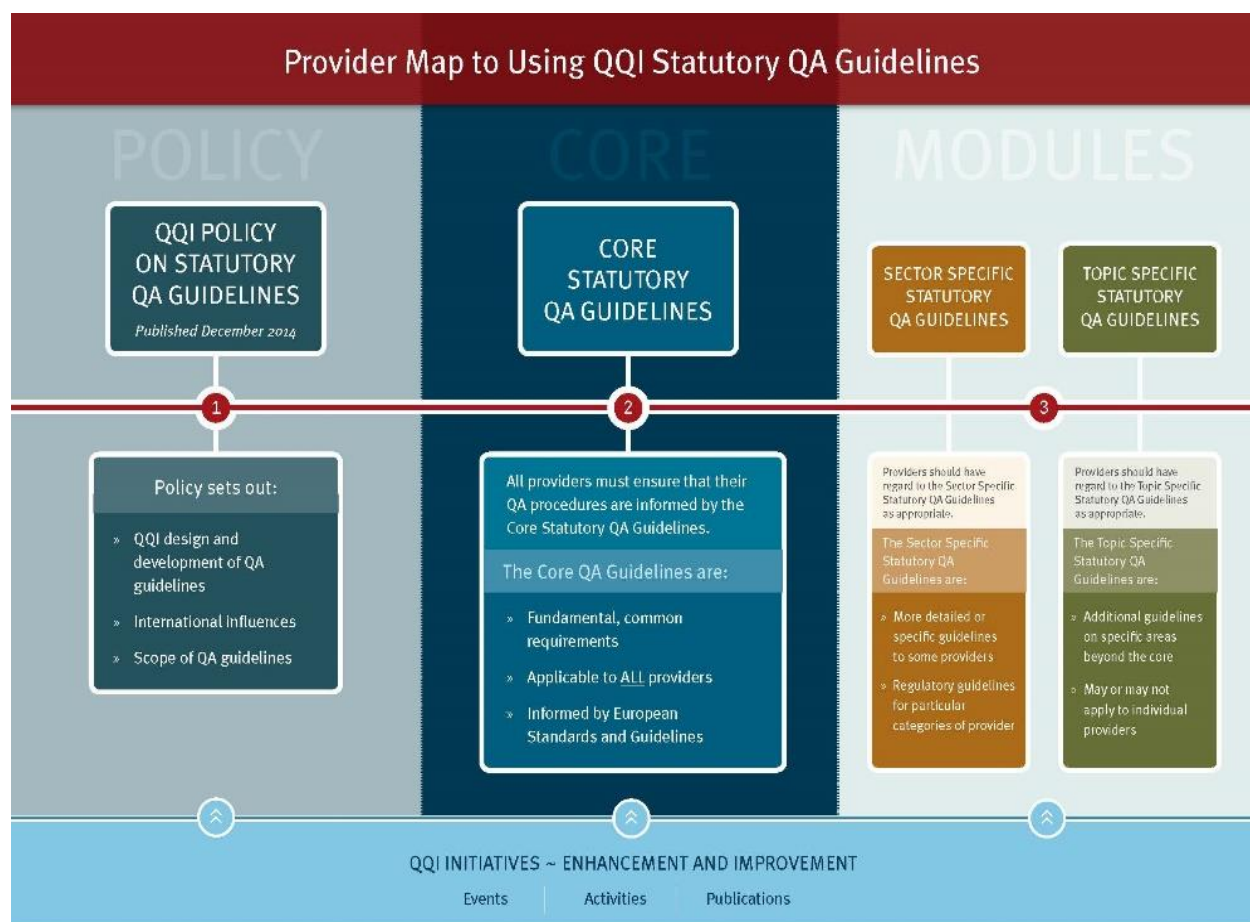 Provider Map to Using QQI Statutory QA Guidelines
POLICY
CORE
MODULES
QQI POLICY
ON STATUTORY
QA GUIDELINES
Published December 2014
CORE
STATUTORY
QA GUIDELINES
SECTOR SPECIFIC
STATUTORY
QA GUIDELINES
TOPIC SPECIFIC
STATUTORY
QA GUIDELINES
1
2
3
Policy sets out:
» QQI design and
development of QA
guidelines
» International influences
» Scope of QA guidelines
All providers must ensure that their
QA procedures are informed by the
Core Statutory QA Guidelines.
The Core QA Guidelines are:
» Fundamental, common
requirements
» Applicable to ALL providers
» Informed by European
Standards and Guidelines
Providers should have
regard to the Sector Specific
Statutory QA Guidelines
as appropriate.
The Sector Specific
Statutory QA
Guidelines are:
» More detailed or
specific guidelines
to some providers
» Regulatory guidelines
for particular
categories of provider
Providers should have
regard to the Topic Specific
Statutory QA Guidelines
as appropriate.
The Topic Specific
Statutory QA
Guidelines are:
» Additional guidelines
on specific areas
beyond the core
» May or may not
apply to individual
providers
QQI INITIATIVES ~ ENHANCEMENT AND IMPROVEMENT
Events Activities Publications